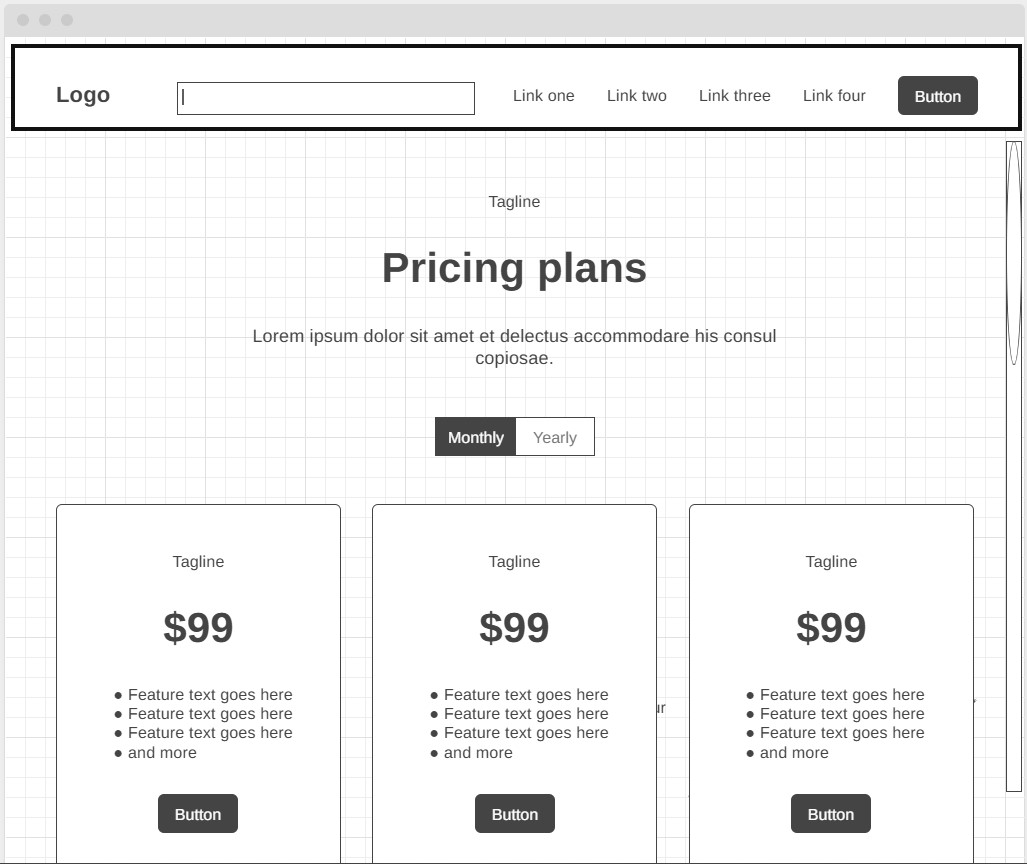 Logo
Link one Link two Link three Link four Button
Tagline
Pricing plans
Lorem ipsum dolor sit amet et delectus accommodare his consul
copiosae.
Monthly Yearly
Tagline
$99
● Feature text goes here
● Feature text goes here
● Feature text goes here
● and more
Button
Tagline
$99
● Feature text goes here
● Feature text goes here
● Feature text goes here
● and more
Button
Tagline
$99
● Feature text goes here
● Feature text goes here
● Feature text goes here
● and more
Button